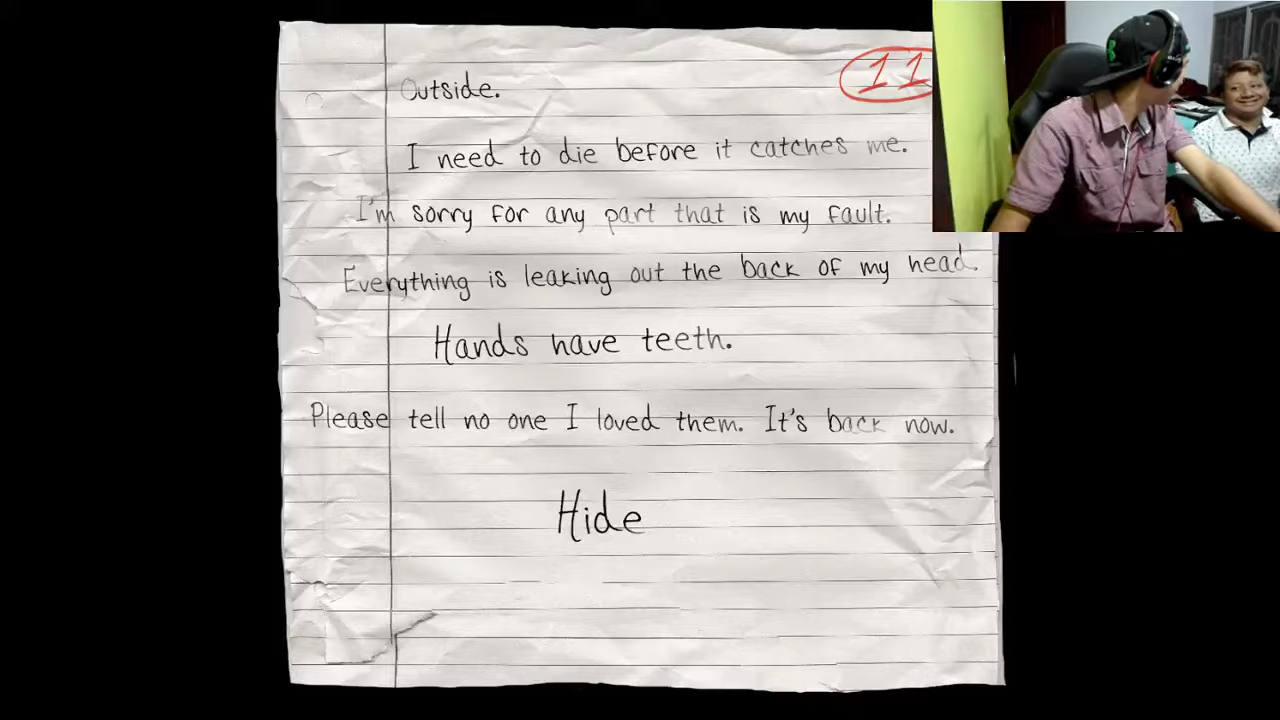 11
Outside.
I need to die before it catches me.
I'm sorry for any part that is my fault.
Everything is leaking out the back of my head.
Hands have teeth.
Please tell no one I loved them. It's back now.
Hide